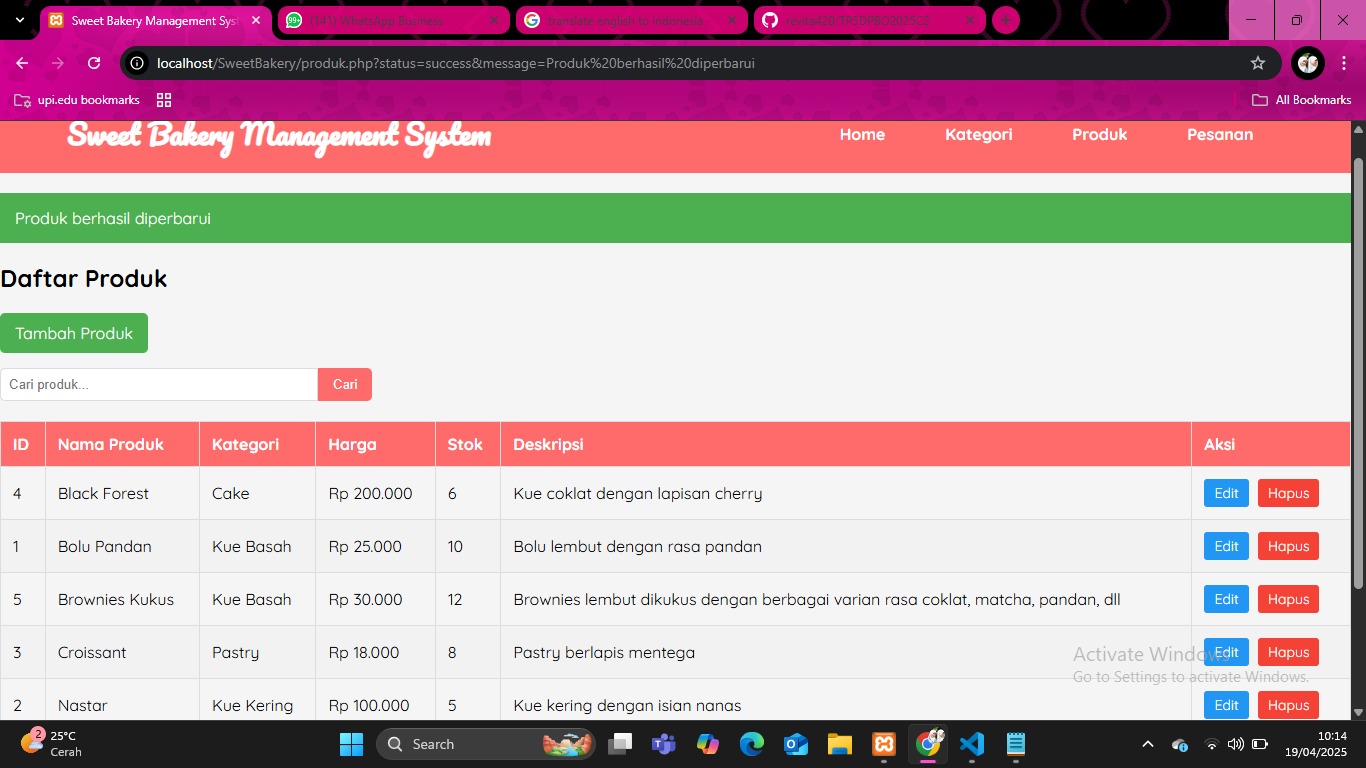 Sweet Bakery Management Sys
(141) WhatsApp Business
translate english to indonesia
localhost/SweetBakery/produk.php?status=success&message=Produk%20berhasil%20diperbarui
upi.edu bookmarks
All Bookmarks
Sweet Bakery Management System
Home Kategori Produk Pesanan
Produk berhasil diperbarui
Daftar Produk
Tambah Produk
Cari produk... Cari
ID Nama Produk Kategori Harga Stok Deskripsi Aksi
4 Black Forest Cake Rp 200.000 6 Kue coklat dengan lapisan cherry Edit Hapus
1 Bolu Pandan Kue Basah Rp 25.000 10 Bolu lembut dengan rasa pandan Edit Hapus
5 Brownies Kukus Kue Basah Rp 30.000 12 Brownies lembut dikukus dengan berbagai varian rasa coklat, matcha, pandan, dll Edit Hapus
3 Croissant Pastry Rp 18.000 8 Pastry berlapis mentega Edit Hapus
2 Nastar Kue Kering Rp 100.000 5 Kue kering dengan isian nanas Edit Hapus
Activate Windows
Go to Settings to activate Windows.
2
25°C
Cerah
Search
10:14
19/04/2025